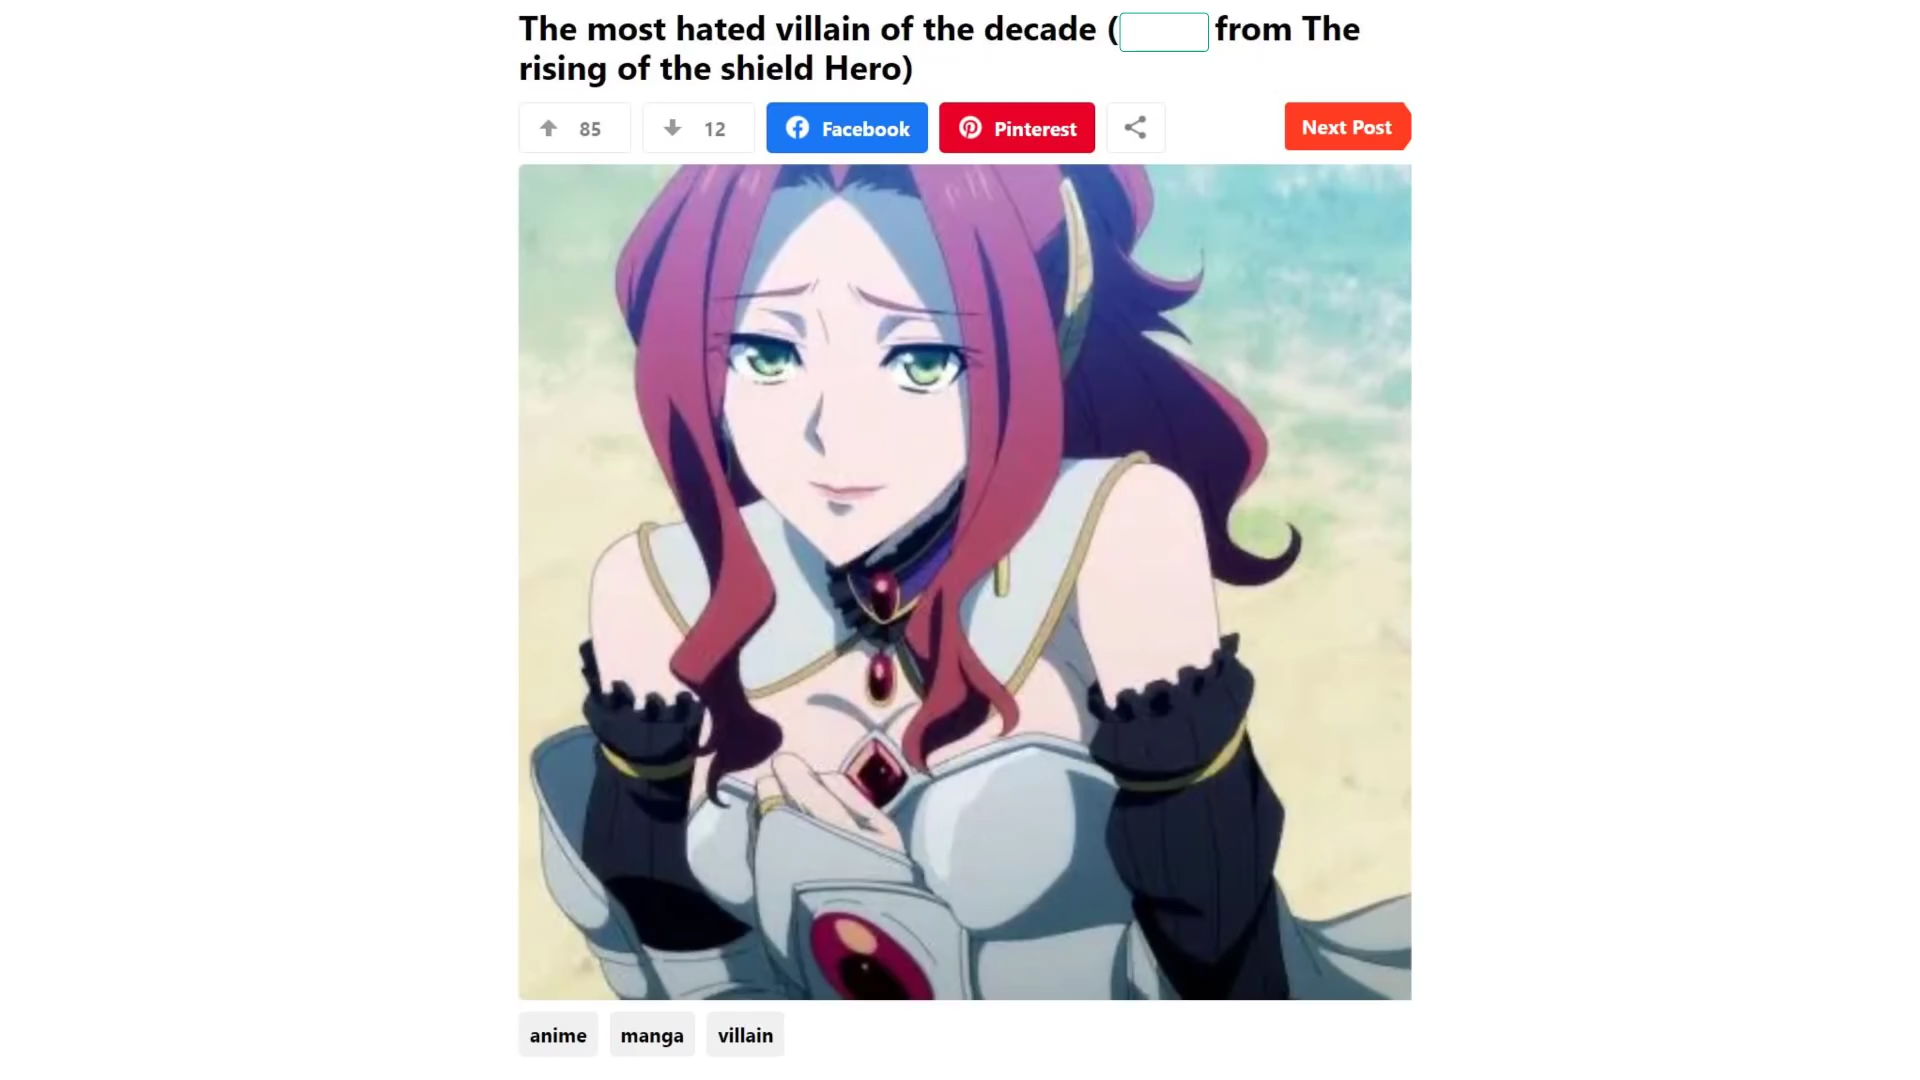 The most hated villain of the decade ( from The
rising of the shield Hero)
85
12
Facebook
Pinterest
Next Post
anime
manga
villain